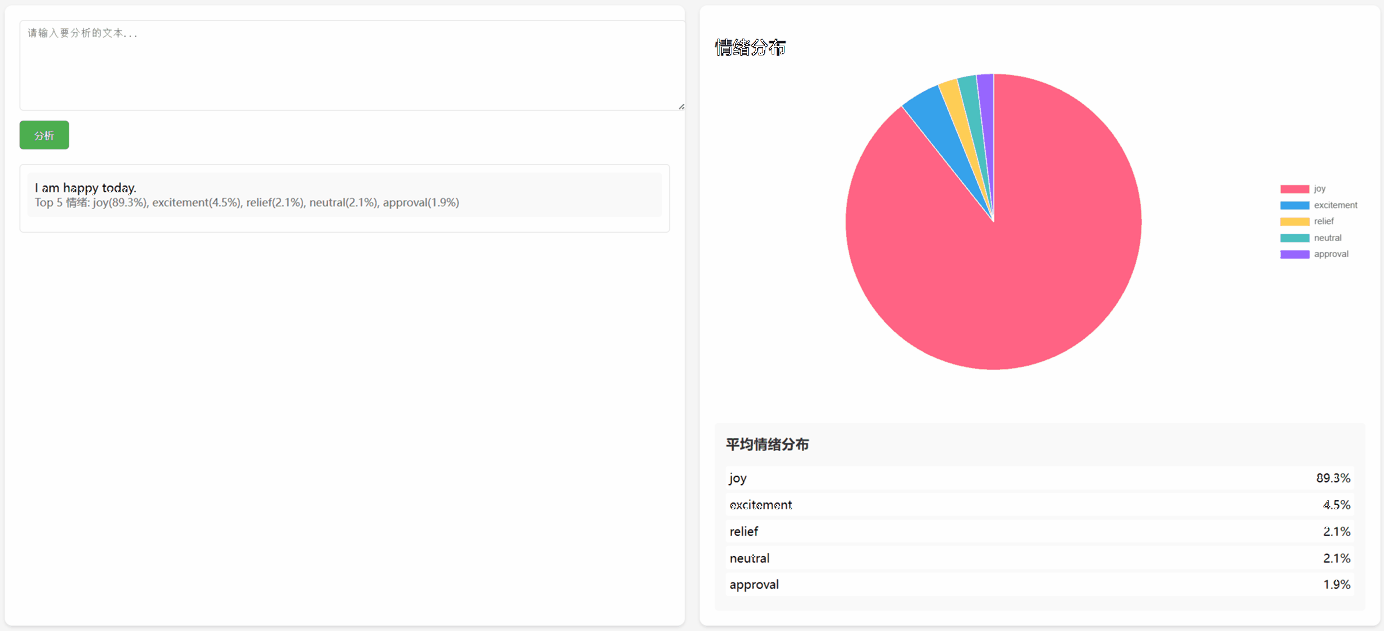 请输入要分析的文本...
分析
I am happy today.
Top 5 情绪: joy(89.3%), excitement(4.5%), relief(2.1%), neutral(2.1%), approval(1.9%)
情绪分布
joy
excitement
relief
neutral
approval
平均情绪分布
joy 89.3%
excitement 4.5%
relief 2.1%
neutral 2.1%
approval 1.9%